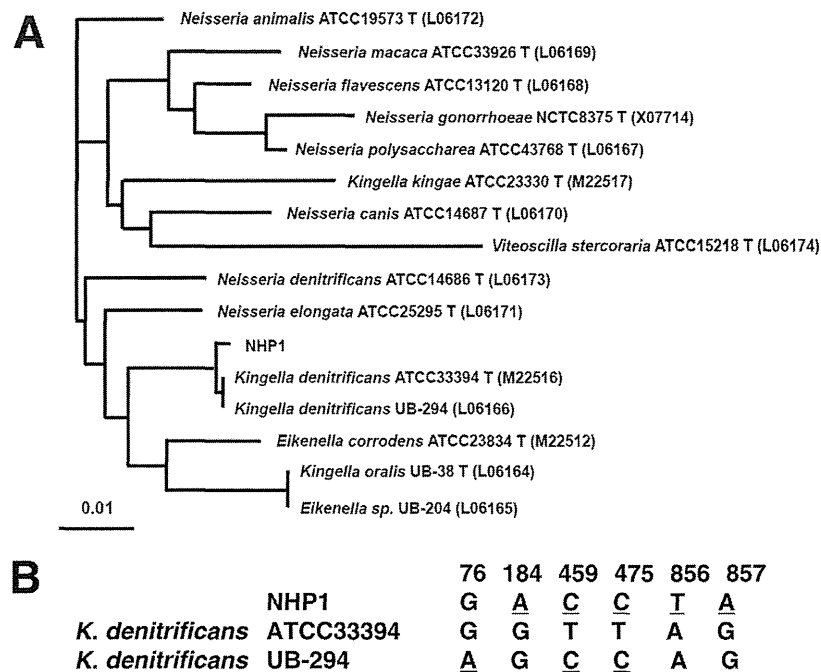 A
Neisseria animalis ATCC19573 T (L06172)
Neisseria macaca ATCC33926 T (L06169)
Neisseria flavescens ATCC13120 T (L06168)
Neisseria gonorrhoeae NCTC8375 T (X07714)
Neisseria polysaccharea ATCC43768 T (L06167)
Kingella kingae ATCC23330 T (M22517)
Neisseria canis ATCC14687 T (L06170)
Viteoscilla stercoraria ATCC15218 T (L06174)
Neisseria denitrificans ATCC14686 T (L06173)
Neisseria elongata ATCC25295 T (L06171)
NHP1
Kingella denitrificans ATCC33394 T (M22516)
Kingella denitrificans UB-294 (L06166)
Eikenella corrodens ATCC23834 T (M22512)
Kingella oralis UB-38 T (L06164)
Eikenella sp. UB-204 (L06165)
0.01
B
76 184 459 475 856 857
NHP1 G A C C T A
K. denitrificans ATCC33394 G G T T A G
K. denitrificans UB-294 A G C C A G